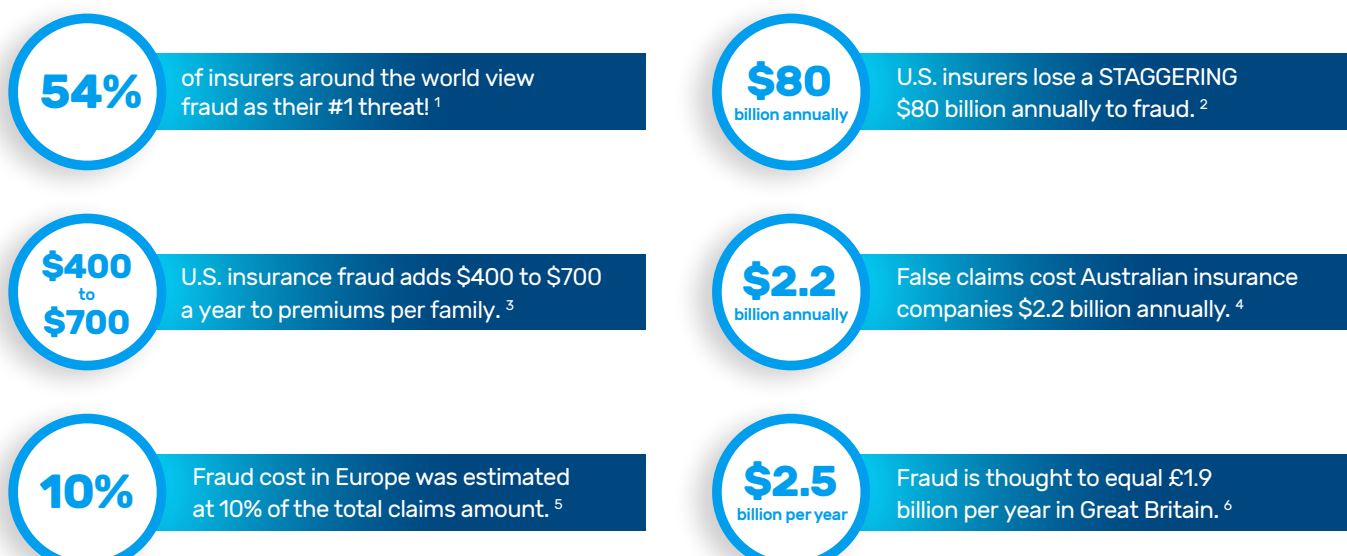 54%
of insurers around the world view
fraud as their #1 threat! 1
$80
billion annually
U.S. insurers lose a STAGGERING
$80 billion annually to fraud. 2
$400
to
$700
U.S. insurance fraud adds $400 to $700
a year to premiums per family. 3
$2.2
billion annually
False claims cost Australian insurance
companies $2.2 billion annually. 4
10%
Fraud cost in Europe was estimated
at 10% of the total claims amount. 5
$2.5
billion per year
Fraud is thought to equal £1.9
billion per year in Great Britain. 6